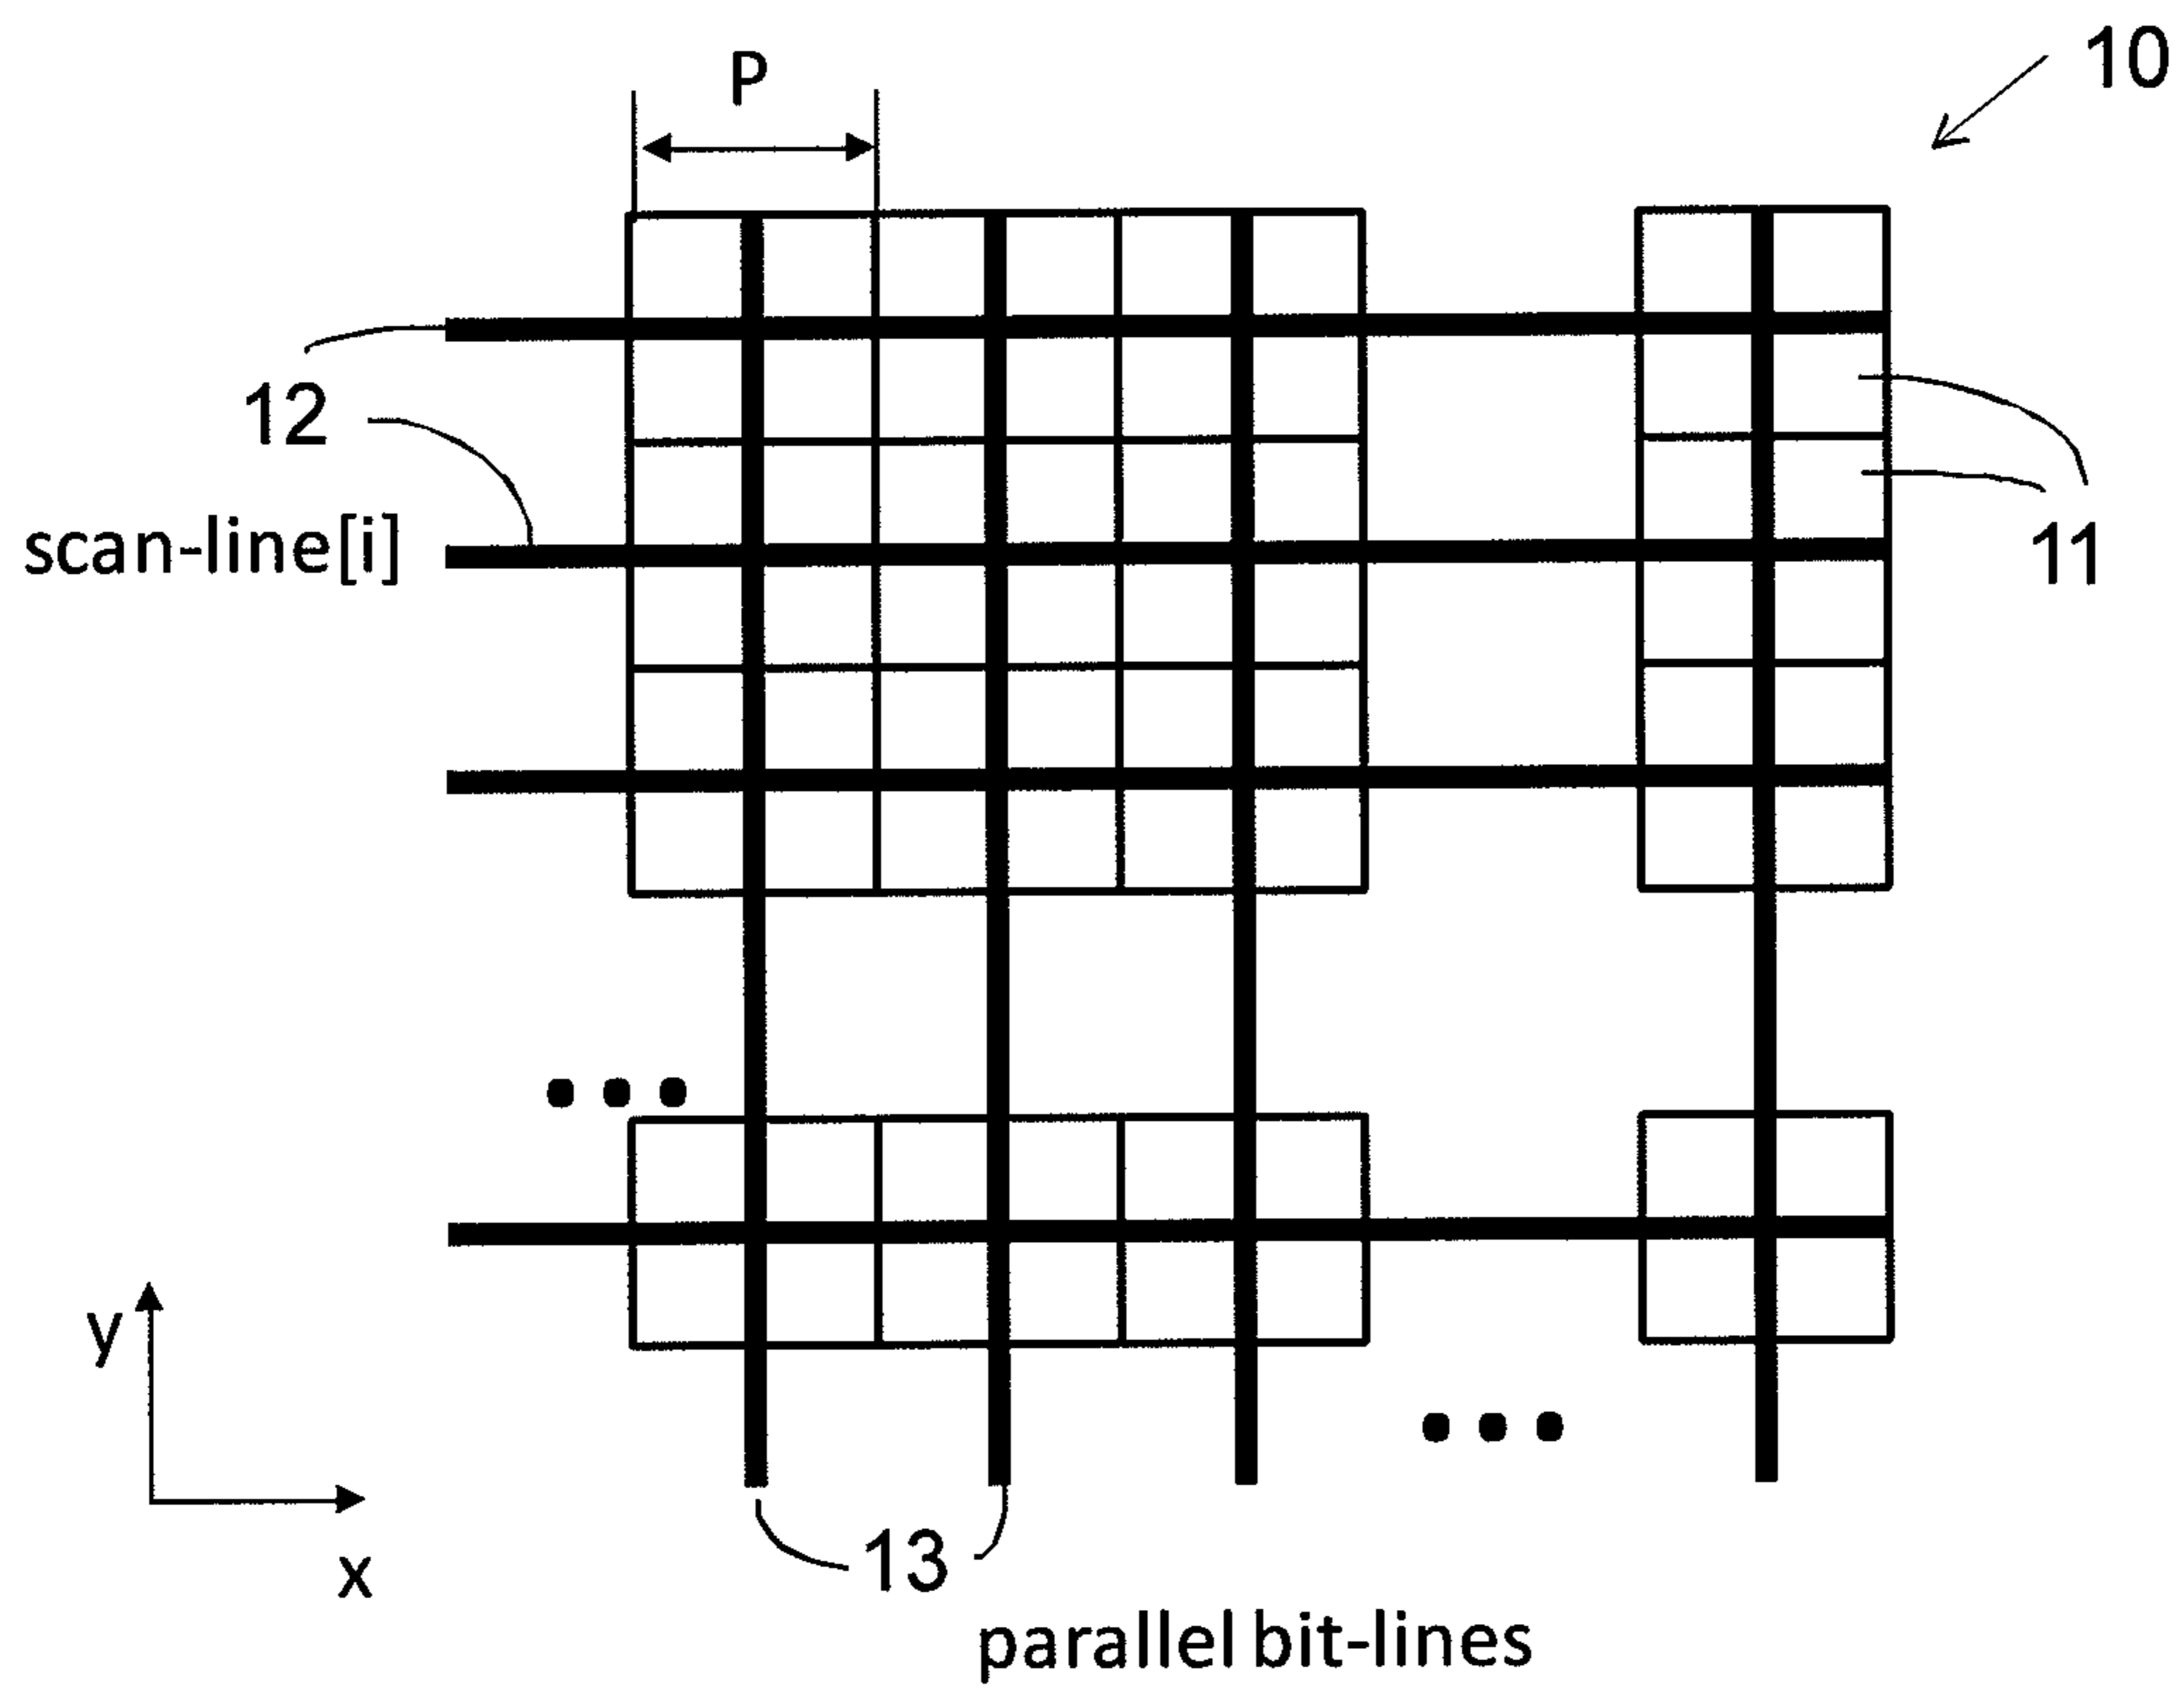 P
10
12
scan-line[i]
11
y
x
13
parallel bit-lines